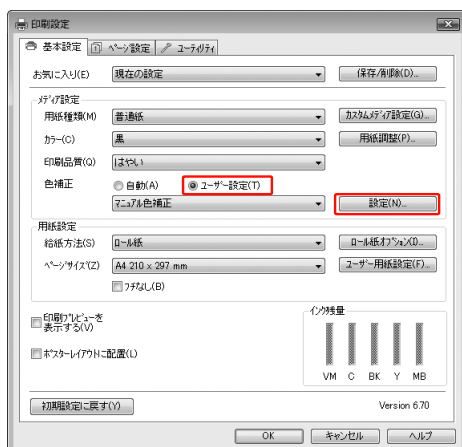 印刷設定
基本設定 ページ設定 ユーティリティ
お気に入り(E) 現在の設定 保存/削除(D)...
メディア設定
用紙種類(M) 普通紙 カスタムメディア設定(G)...
カラー(C) 黒 用紙調整(P)...
印刷品質(Q) はやい
色補正 自動(A) ユーザー設定(T)
マニュアル色補正 設定(N)...
用紙設定
給紙方法(S) ロール紙 ロール紙オプション(I)...
ページサイズ(Z) A4 210 x 297 mm ユーザー用紙設定(F)...
フチなし(B)
印刷プレビューを
表示する(V)
ポスターレイアウトに配置(L)
インク残量
VM C BK Y MB
初期設定に戻す(Y) Version 6.70
OK キャンセル ヘルプ